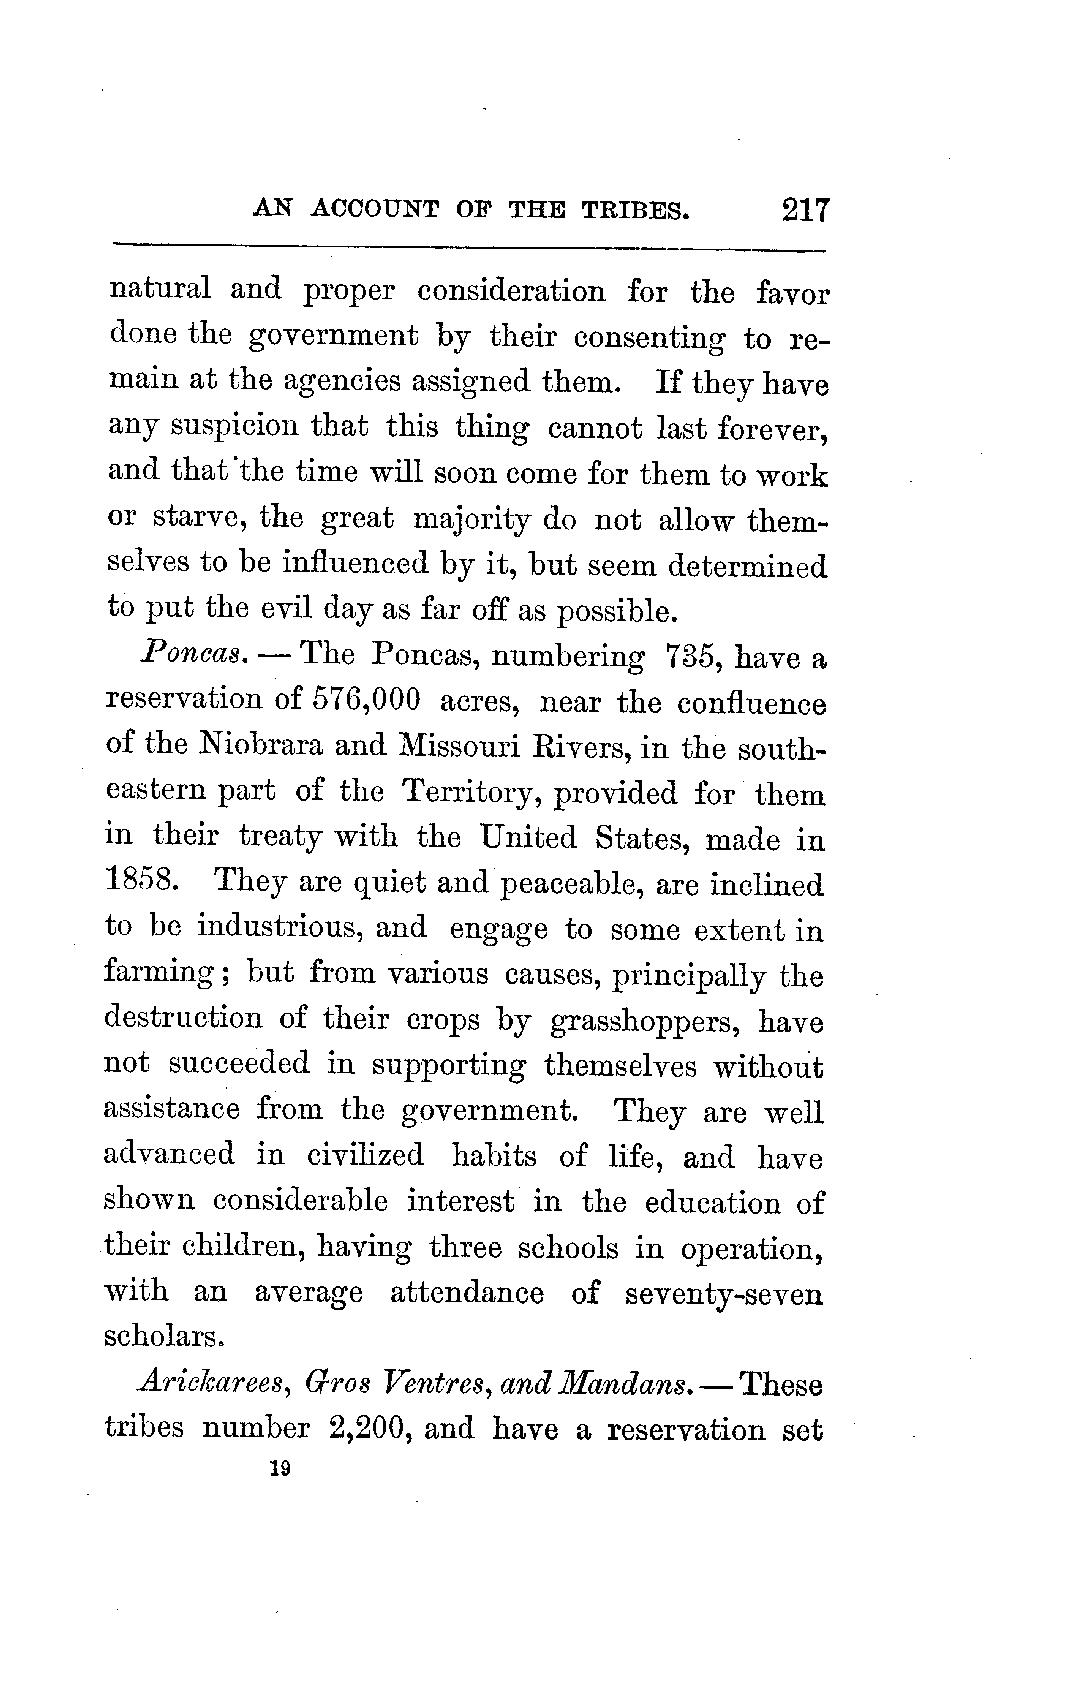 AN ACCOUNT OF THE TRIBES. 217
natural and proper consideration for the favor
done the government by their consenting to re-
main at the agencies assigned them. If they have
any suspicion that this thing cannot last forever,
and that the time will soon come for them to work
or starve, the great majority do not allow them-
selves to be influenced by it, but seem determined
to put the evil day as far off as possible.
Poncas. — The Poncas, numbering 735, have a
reservation of 576,000 acres, near the confluence
of the Niobrara and Missouri Rivers, in the south-
eastern part of the Territory, provided for them
in their treaty with the United States, made in
1858. They are quiet and peaceable, are inclined
to be industrious, and engage to some extent in
farming; but from various causes, principally the
destruction of their crops by grasshoppers, have
not succeeded in supporting themselves without
assistance from the government. They are well
advanced in civilized habits of life, and have
shown considerable interest in the education of
their children, having three schools in operation,
with an average attendance of seventy-seven
scholars.
Arickarees, Gros Ventres, and Mandans. — These
tribes number 2,200, and have a reservation set
19